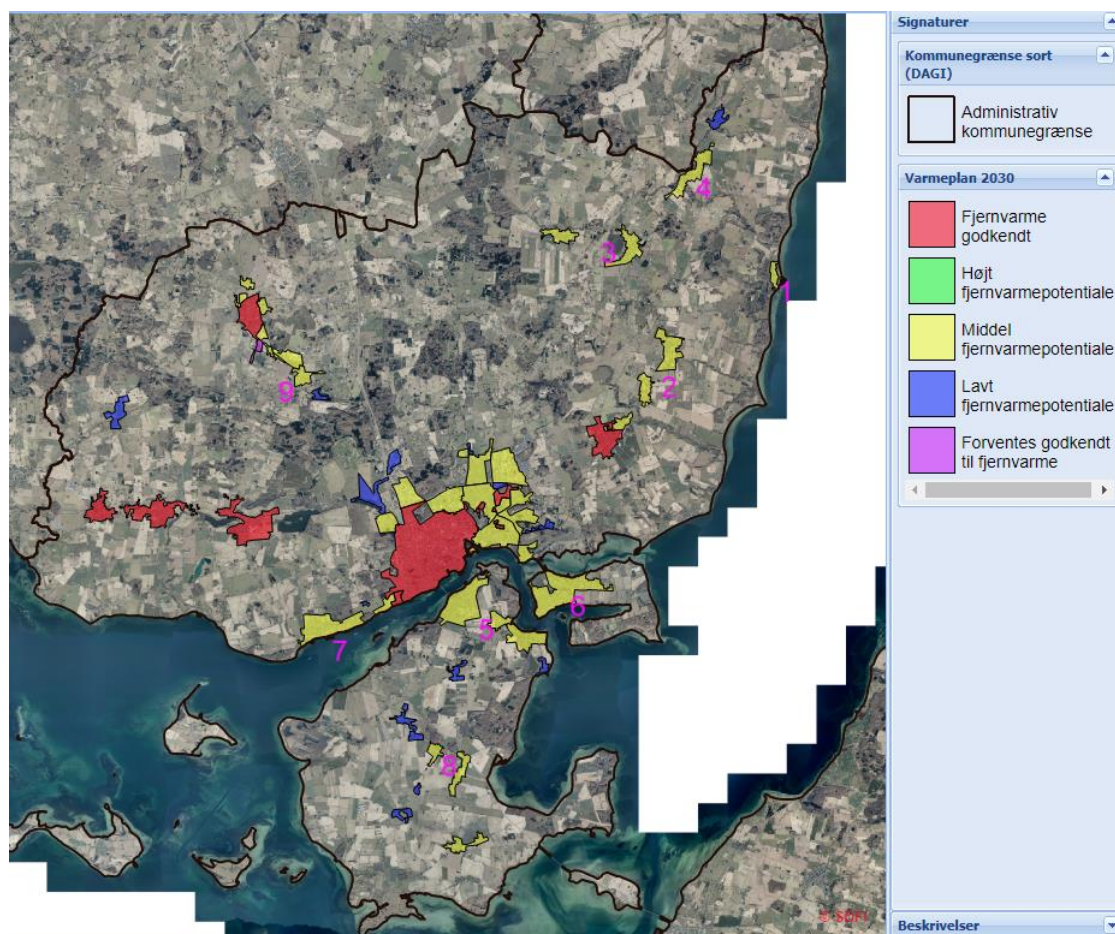 Signaturer
Kommunegrænse sort
(DAGI)
Administrativ
kommunegrænse
Varmeplan 2030
Fjernvarme
godkendt
Højt
fjernvarmepotentiale
Middel
fjernvarmepotentiale
Lavt
fjernvarmepotentiale
Forventes godkendt
til fjernvarme
Beskrivelser
4
3
1
2
9
6
5
7
8
© SDFI